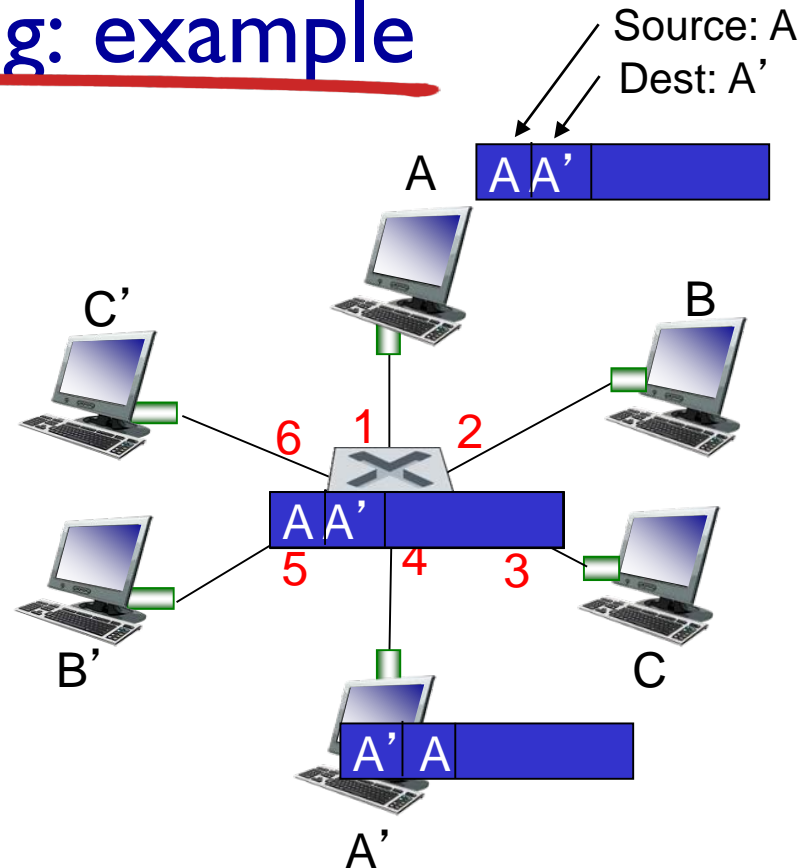 g: example
Source: A
Dest: A’
A
A A’
C’
B
6 1 2
A A’
5 4 3
B’
C
A’ A
A’